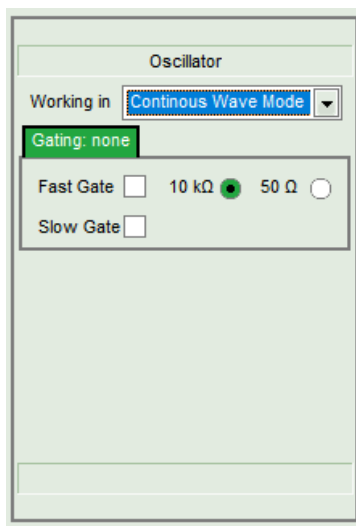 Oscillator
Working in Continous Wave Mode
Gating: none
Fast Gate 10 kΩ 50 Ω
Slow Gate